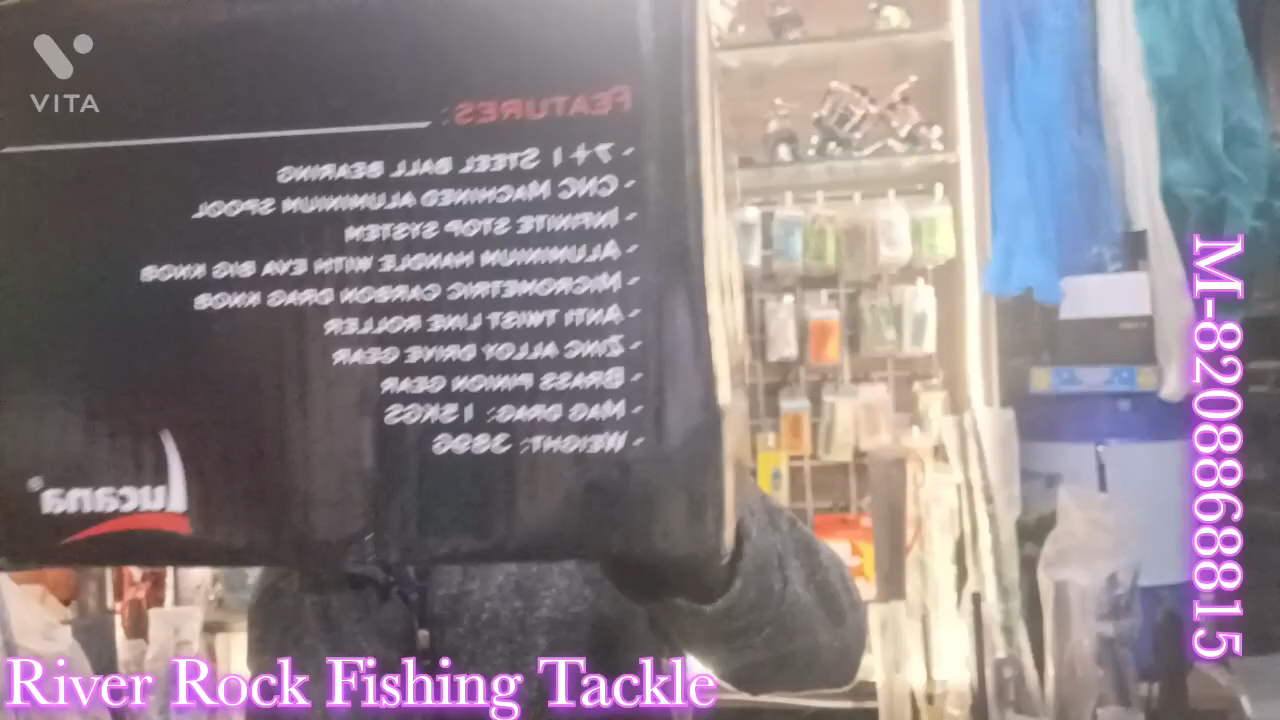 VITA
FEATURES:
- 7+1 STEEL BALL BEARING
- CNC MACHINED ALUMINIUM SPOOL
- INFINITE STOP SYSTEM
- ALUMINIUM HANDLE WITH EVA BIG KNOB
- MICROMETRIC CARBON DRAG KNOB
- ANTI TWIST LINE ROLLER
- ZINC ALLOY DRIVE GEAR
- BRASS PINION GEAR
- MAG DRAG: 15KGS
- WEIGHT: 389G
Lucana®
M-8208868815
River Rock Fishing Tackle